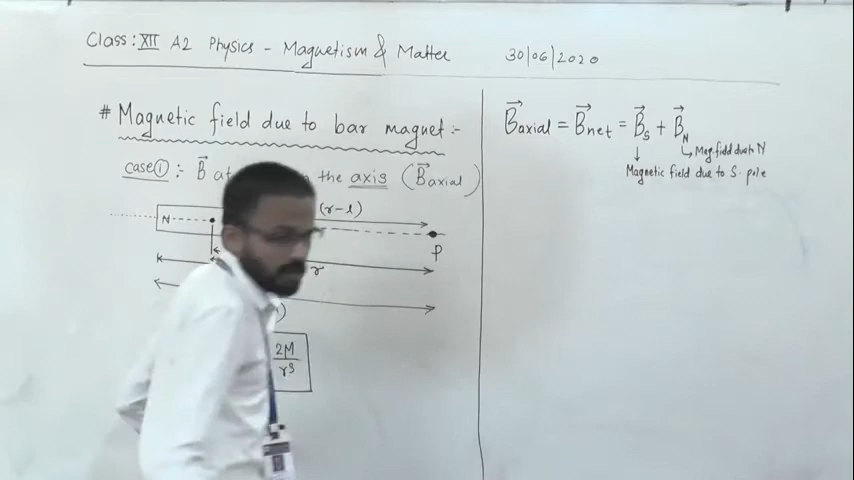 Class: XII A2 Physics - Magnetism & Matter 30/06/2020
# Magnetic field due to bar magnet:-
case①:- B⃗ at the axis (B⃗axial)
N (r-l)
P
r
)
2M
r³
B⃗axial = B⃗net = B⃗S + B⃗N
Mag. field due to N
Magnetic field due to S-pole